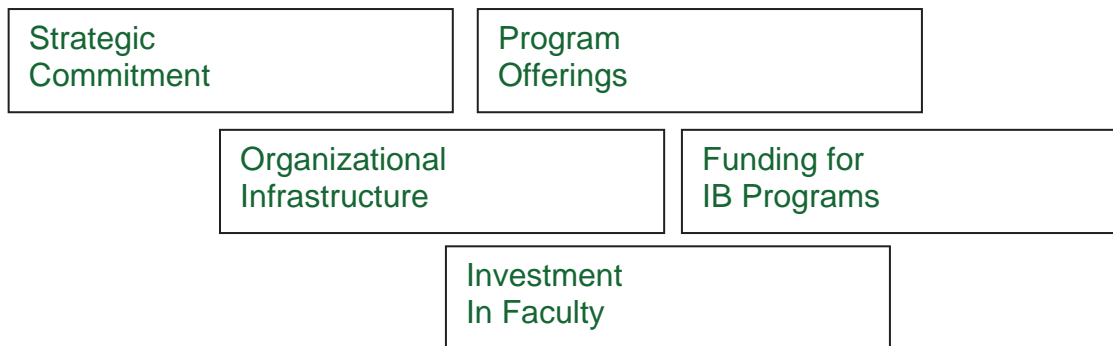 Strategic
Commitment
Program
Offerings
Organizational
Infrastructure
Funding for
IB Programs
Investment
In Faculty